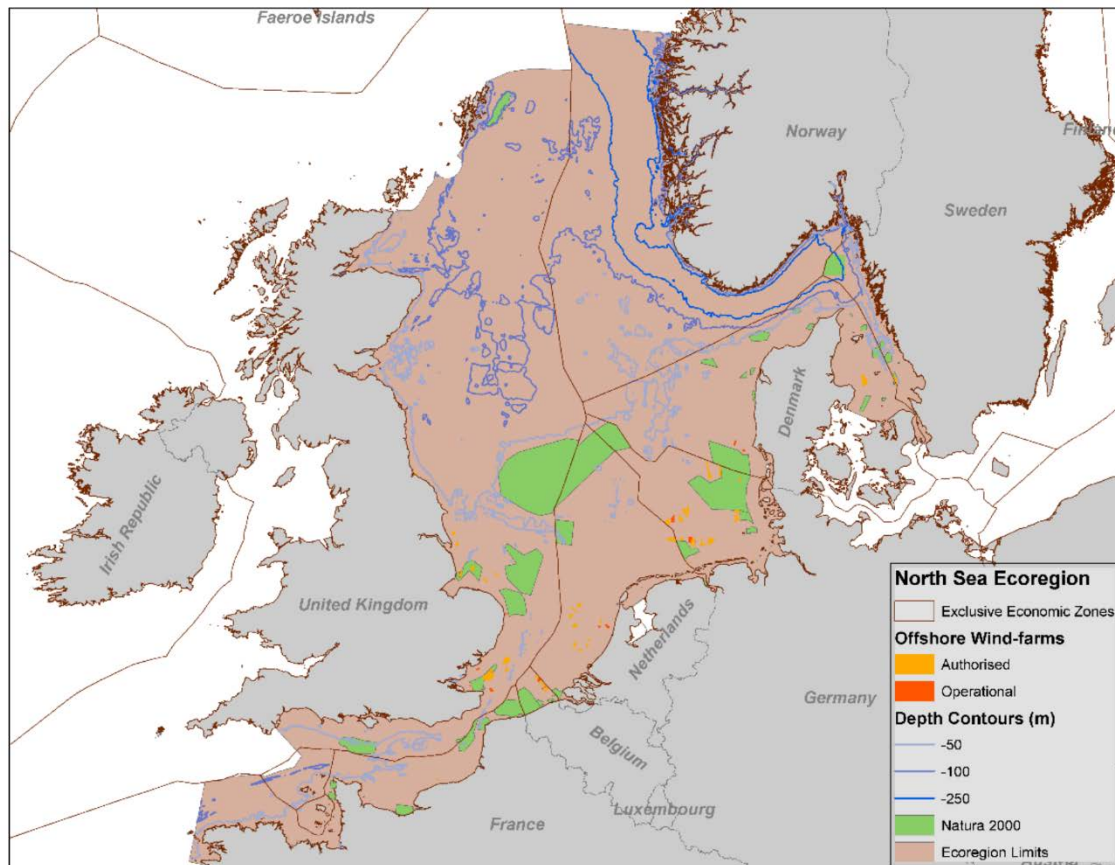 Faeroe Islands
Norway
Finland
Sweden
Denmark
Irish Republic
United Kingdom
Netherlands
Germany
Belgium
Luxembourg
France
North Sea Ecoregion
Exclusive Economic Zones
Offshore Wind-farms
Authorised
Operational
Depth Contours (m)
-50
-100
-250
Natura 2000
Ecoregion Limits